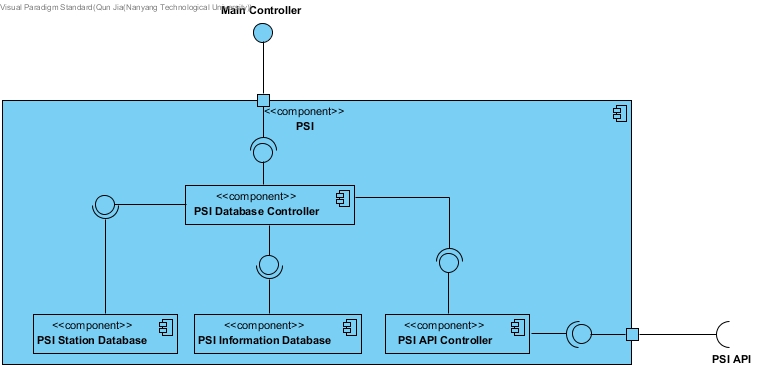 Visual Paradigm Standard(Qun Jia(Nanyang Technological University))
Main Controller
<<component>>
PSI
<<component>>
PSI Database Controller
<<component>>
PSI Station Database
<<component>>
PSI Information Database
<<component>>
PSI API Controller
PSI API